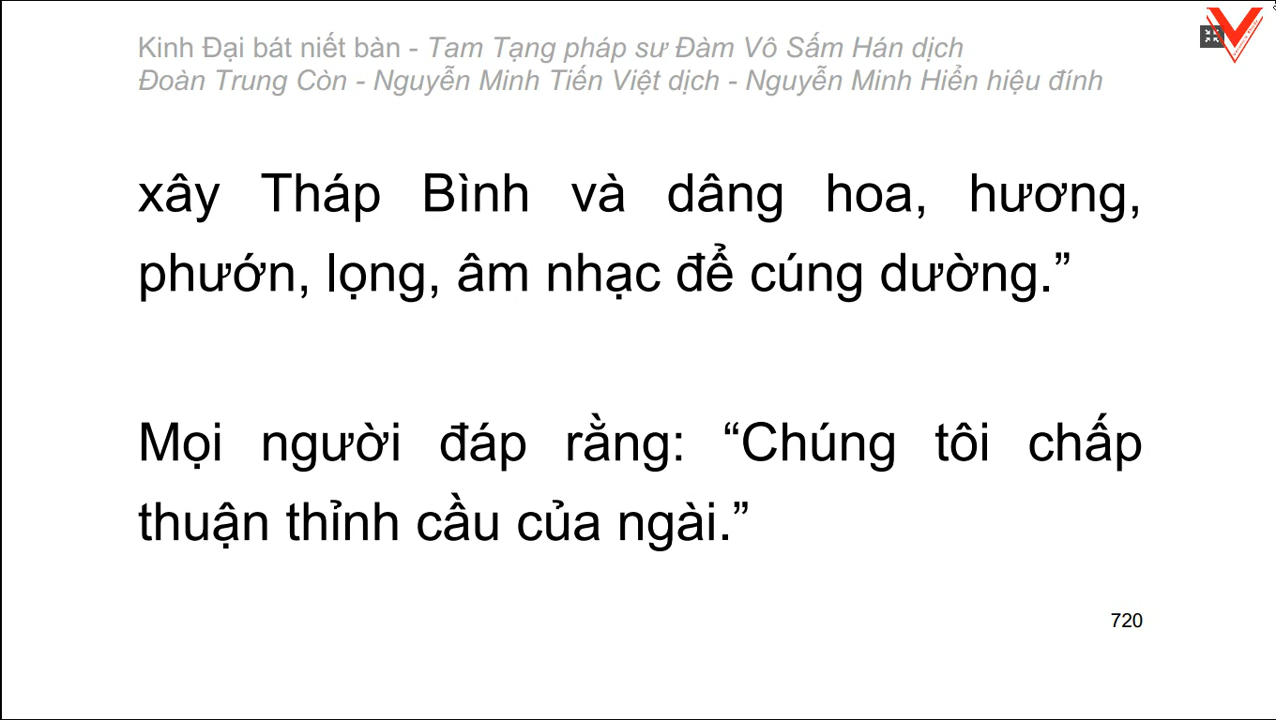 Kinh Đại bát niết bàn - Tam Tạng pháp sư Đàm Vô Sấm Hán dịch
Đoàn Trung Còn - Nguyễn Minh Tiến Việt dịch - Nguyễn Minh Hiển hiệu đính
xây Tháp Bình và dâng hoa, hương,
phướn, lọng, âm nhạc để cúng dường.”
Mọi người đáp rằng: “Chúng tôi chấp
thuận thỉnh cầu của ngài.”
720